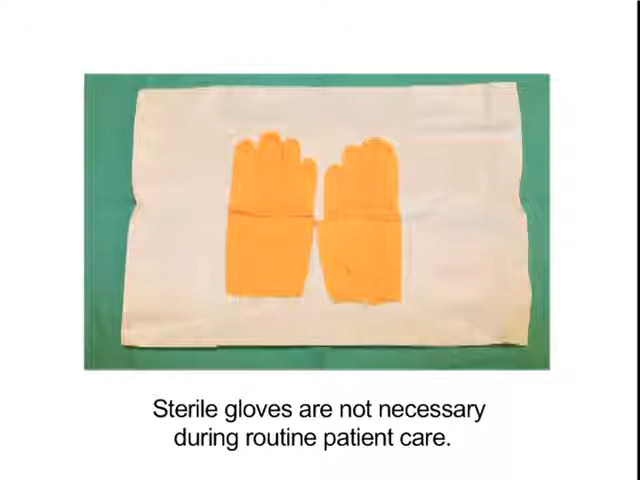 Sterile gloves are not necessary
during routine patient care.